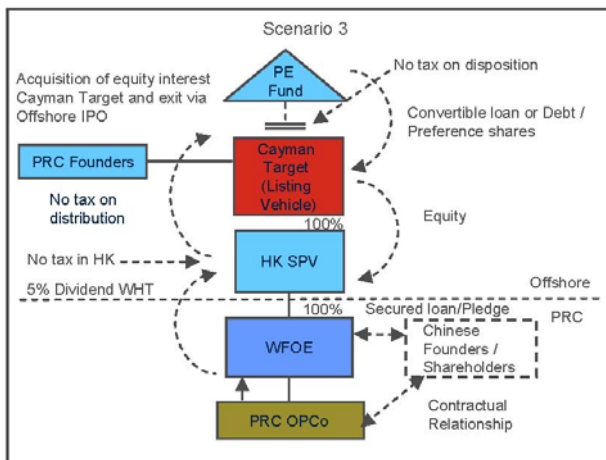 Scenario 3
PE
Fund
Acquisition of equity interest
Cayman Target and exit via
Offshore IPO
No tax on disposition
Convertible loan or Debt /
Preference shares
PRC Founders
Cayman
Target
(Listing
Vehicle)
No tax on
distribution
100%
Equity
No tax in HK
HK SPV
5% Dividend WHT
Offshore
100%
Secured loan/Pledge
PRC
WFOE
Chinese
Founders /
Shareholders
Contractual
Relationship
PRC OPCo